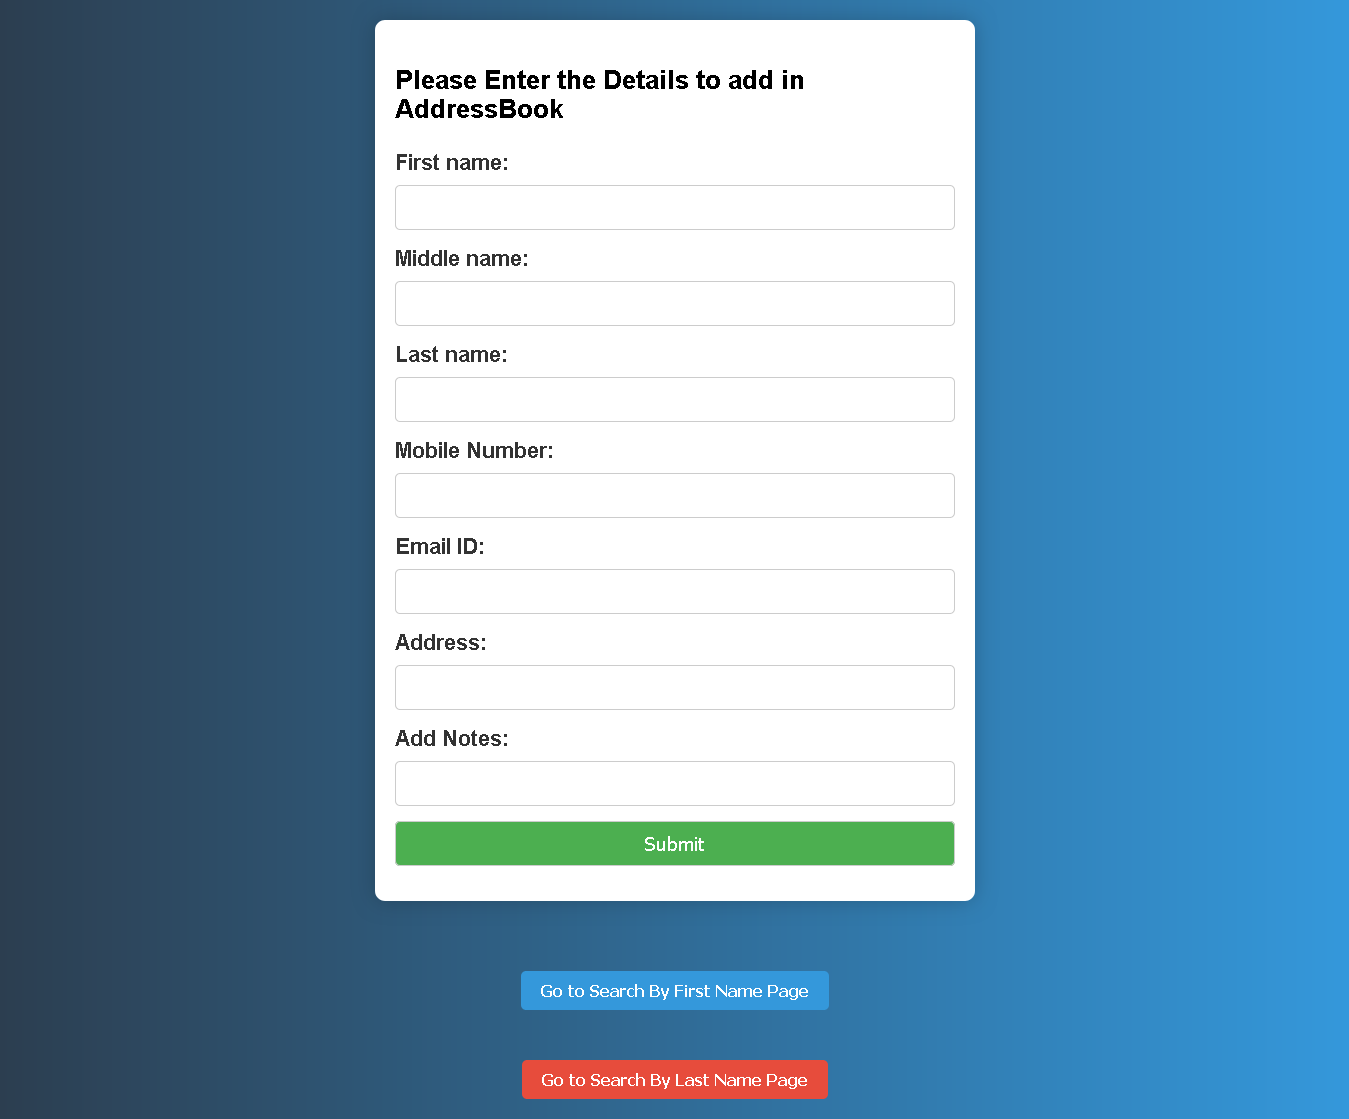 Please Enter the Details to add in
AddressBook
First name:
Middle name:
Last name:
Mobile Number:
Email ID:
Address:
Add Notes:
Submit
Go to Search By First Name Page
Go to Search By Last Name Page